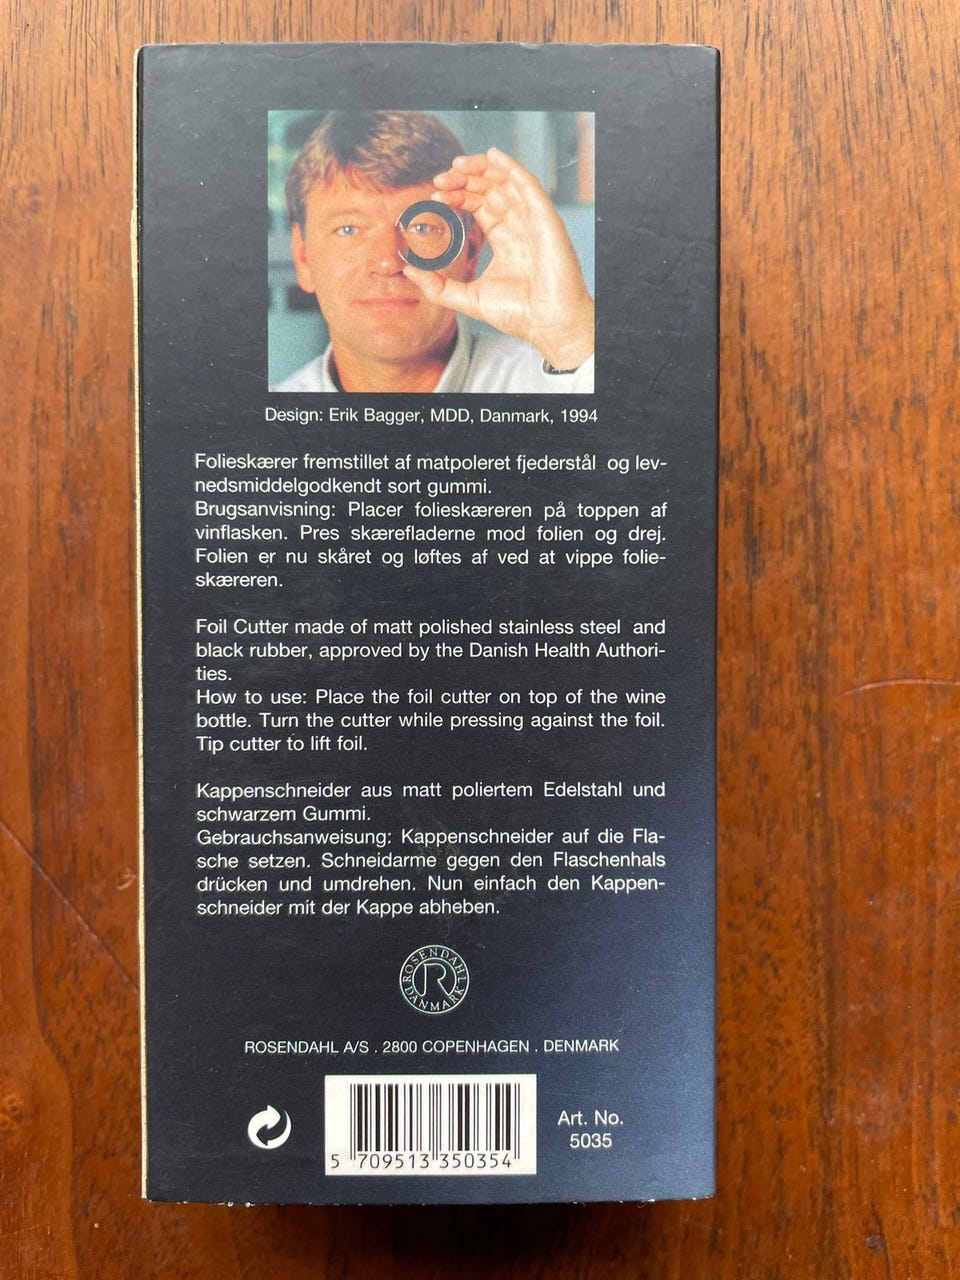 Design: Erik Bagger, MDD, Danmark, 1994
Folieskærer fremstillet af matpoleret fjederstål og lev-
nedsmiddelgodkendt sort gummi.
Brugsanvisning: Placer folieskæreren på toppen af
vinflasken. Pres skærefladerne mod folien og drej.
Folien er nu skåret og løftes af ved at vippe folie-
skæreren.
Foil Cutter made of matt polished stainless steel and
black rubber, approved by the Danish Health Authori-
ties.
How to use: Place the foil cutter on top of the wine
bottle. Turn the cutter while pressing against the foil.
Tip cutter to lift foil.
Kappenschneider aus matt poliertem Edelstahl und
schwarzem Gummi.
Gebrauchsanweisung: Kappenschneider auf die Fla-
sche setzen. Schneidarme gegen den Flaschenhals
drücken und umdrehen. Nun einfach den Kappen-
schneider mit der Kappe abheben.
ROSENDAHL
R
DANMARK
ROSENDAHL A/S . 2800 COPENHAGEN . DENMARK
Art. No.
5035
5 709513 350354